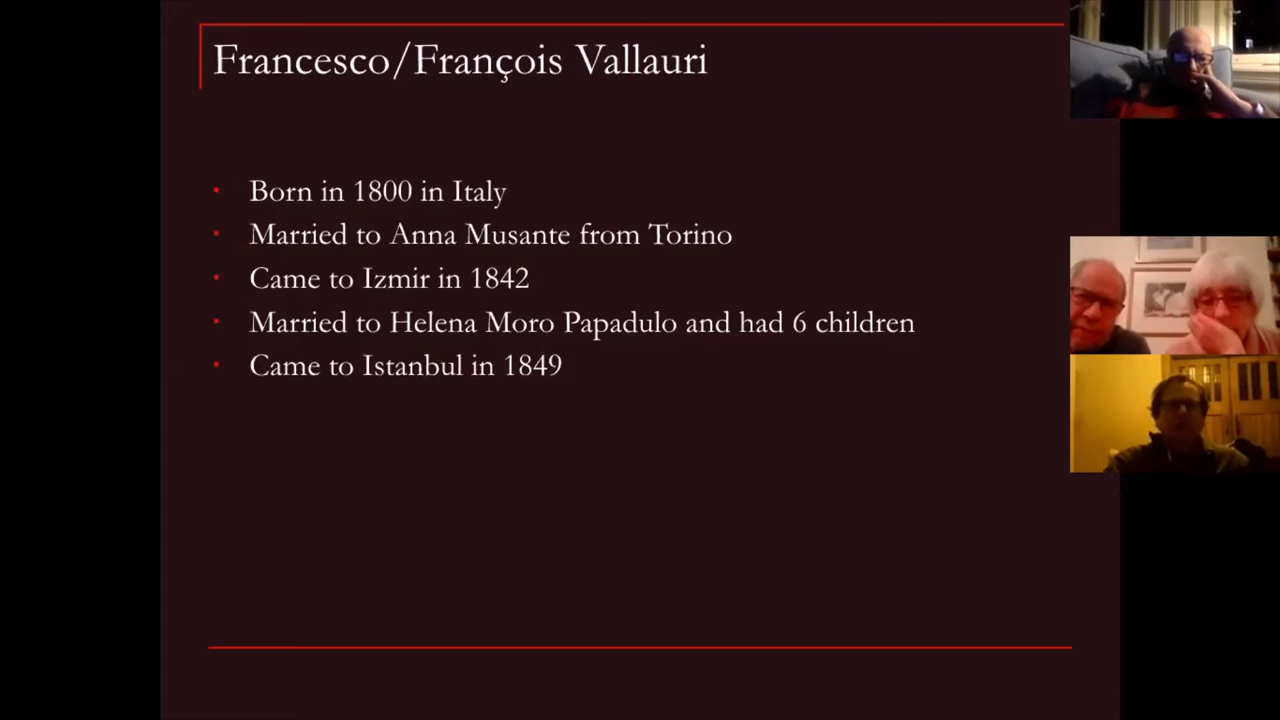 Francesco/François Vallauri
Born in 1800 in Italy
Married to Anna Musante from Torino
Came to Izmir in 1842
Married to Helena Moro Papadulo and had 6 children
Came to Istanbul in 1849